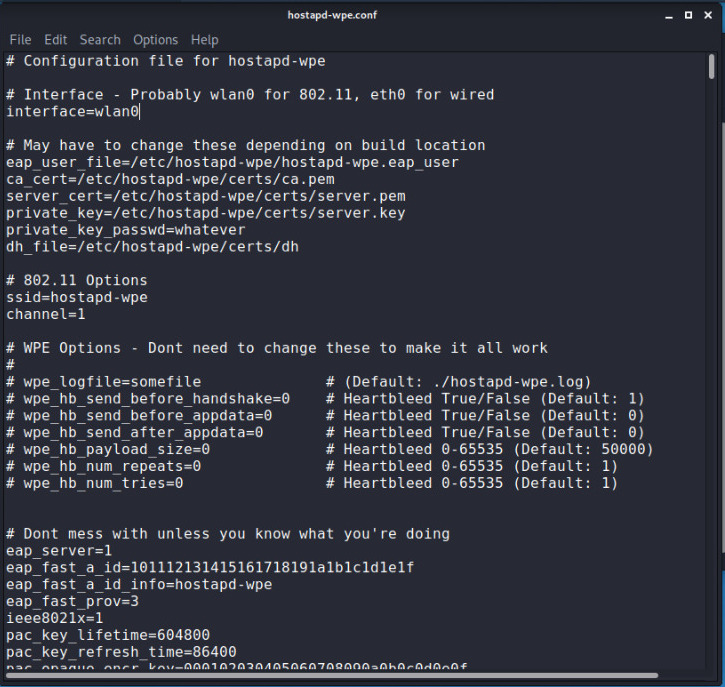 hostapd-wpe.conf
File Edit Search Options Help
# Configuration file for hostapd-wpe
# Interface - Probably wlan0 for 802.11, eth0 for wired
interface=wlan0
# May have to change these depending on build location
eap_user_file=/etc/hostapd-wpe/hostapd-wpe.eap_user
ca_cert=/etc/hostapd-wpe/certs/ca.pem
server_cert=/etc/hostapd-wpe/certs/server.pem
private_key=/etc/hostapd-wpe/certs/server.key
private_key_passwd=whatever
dh_file=/etc/hostapd-wpe/certs/dh
# 802.11 Options
ssid=hostapd-wpe
channel=1
# WPE Options - Dont need to change these to make it all work
#
# wpe_logfile=somefile # (Default: ./hostapd-wpe.log)
# wpe_hb_send_before_handshake=0 # Heartbleed True/False (Default: 1)
# wpe_hb_send_before_appdata=0 # Heartbleed True/False (Default: 0)
# wpe_hb_send_after_appdata=0 # Heartbleed True/False (Default: 0)
# wpe_hb_payload_size=0 # Heartbleed 0-65535 (Default: 50000)
# wpe_hb_num_repeats=0 # Heartbleed 0-65535 (Default: 1)
# wpe_hb_num_tries=0 # Heartbleed 0-65535 (Default: 1)
# Dont mess with unless you know what you're doing
eap_server=1
eap_fast_a_id=101112131415161718191a1b1c1d1e1f
eap_fast_a_id_info=hostapd-wpe
eap_fast_prov=3
ieee8021x=1
pac_key_lifetime=604800
pac_key_refresh_time=86400
pac_opaque_encr_key=000102030405060708090a0b0c0d0e0f